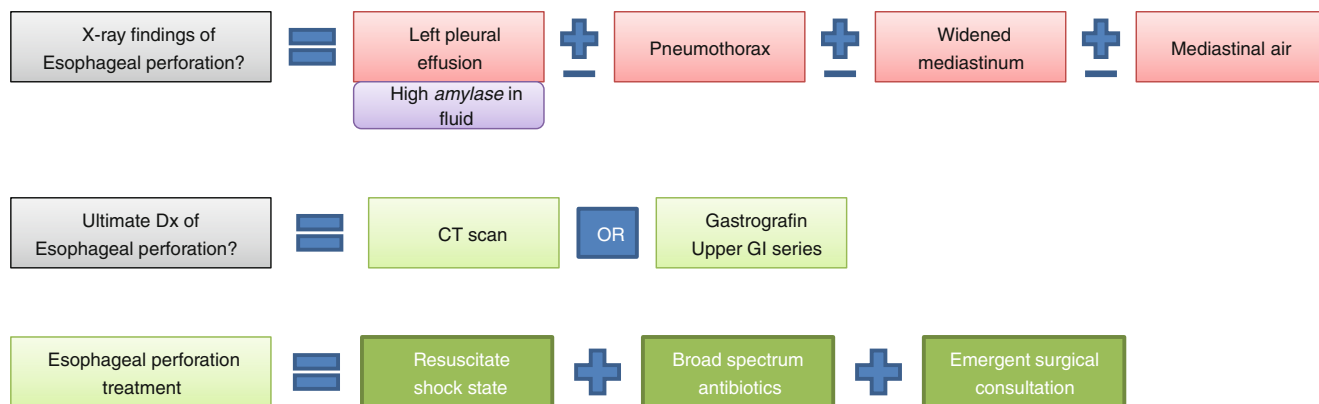 X-ray findings of
Esophageal perforation?
Left pleural
effusion
High amylase in
fluid
Pneumothorax
Widened
mediastinum
Mediastinal air
Ultimate Dx of
Esophageal perforation?
CT scan
OR
Gastrografin
Upper GI series
Esophageal perforation
treatment
Resuscitate
shock state
Broad spectrum
antibiotics
Emergent surgical
consultation